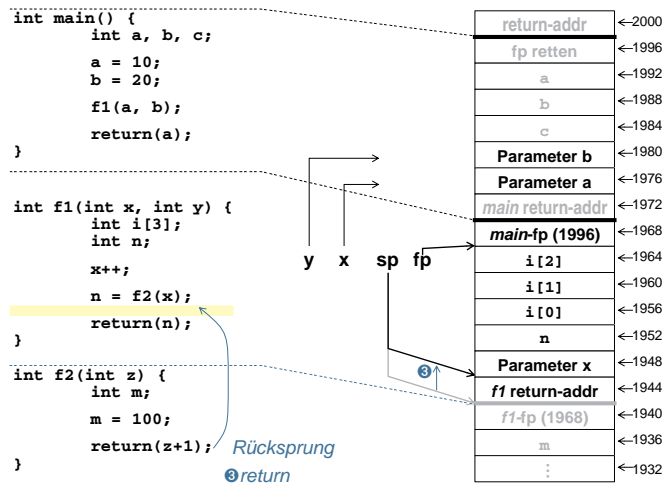 int main() {
int a, b, c;
a = 10;
b = 20;
f1(a, b);
return(a);
}
int f1(int x, int y) {
int i[3];
int n;
x++;
n = f2(x);
return(n);
}
int f2(int z) {
int m;
m = 100;
return(z+1);
}
Rücksprung
❸return
y x sp fp
❸
return-addr ←2000
fp retten ←1996
a ←1992
b ←1988
c ←1984
Parameter b ←1980
Parameter a ←1976
main return-addr ←1972
main-fp (1996) ←1968
i[2] ←1964
i[1] ←1960
i[0] ←1956
n ←1952
Parameter x ←1948
f1 return-addr ←1944
f1-fp (1968) ←1940
m ←1936
⋮ ←1932